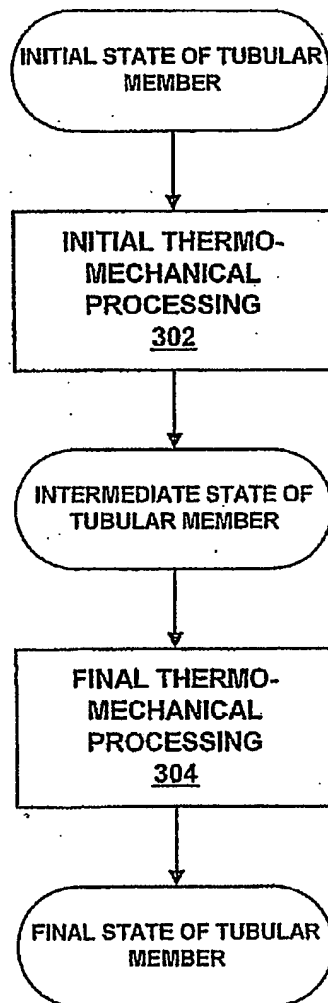 INITIAL STATE OF TUBULAR
MEMBER
INITIAL THERMO-
MECHANICAL
PROCESSING
302
INTERMEDIATE STATE OF
TUBULAR MEMBER
FINAL THERMO-
MECHANICAL
PROCESSING
304
FINAL STATE OF TUBULAR
MEMBER